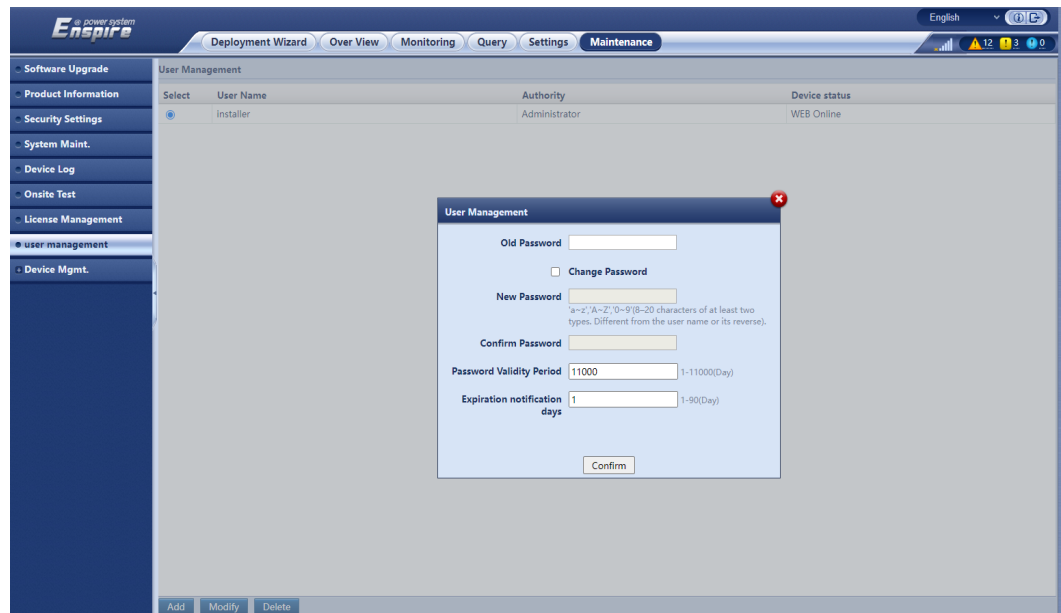 @ power system
Enspire
English
Deployment Wizard Over View Monitoring Query Settings Maintenance
12 3 0
Software Upgrade
Product Information
Security Settings
System Maint.
Device Log
Onsite Test
License Management
user management
Device Mgmt.
User Management
Select User Name Authority Device status
installer Administrator WEB Online
User Management
Old Password
Change Password
New Password
'a~z','A~Z','0~9'(8-20 characters of at least two
types. Different from the user name or its reverse).
Confirm Password
Password Validity Period 11000 1-11000(Day)
Expiration notification 1 1-90(Day)
days
Confirm
Add Modify Delete